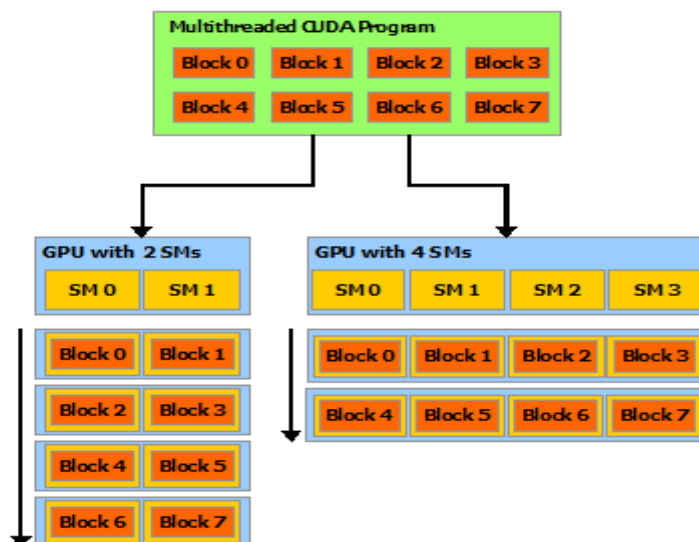 Multithreaded CUDA Program
Block 0 Block 1 Block 2 Block 3
Block 4 Block 5 Block 6 Block 7
GPU with 2 SMs
SM 0 SM 1
Block 0 Block 1
Block 2 Block 3
Block 4 Block 5
Block 6 Block 7
GPU with 4 SMs
SM 0 SM 1 SM 2 SM 3
Block 0 Block 1 Block 2 Block 3
Block 4 Block 5 Block 6 Block 7